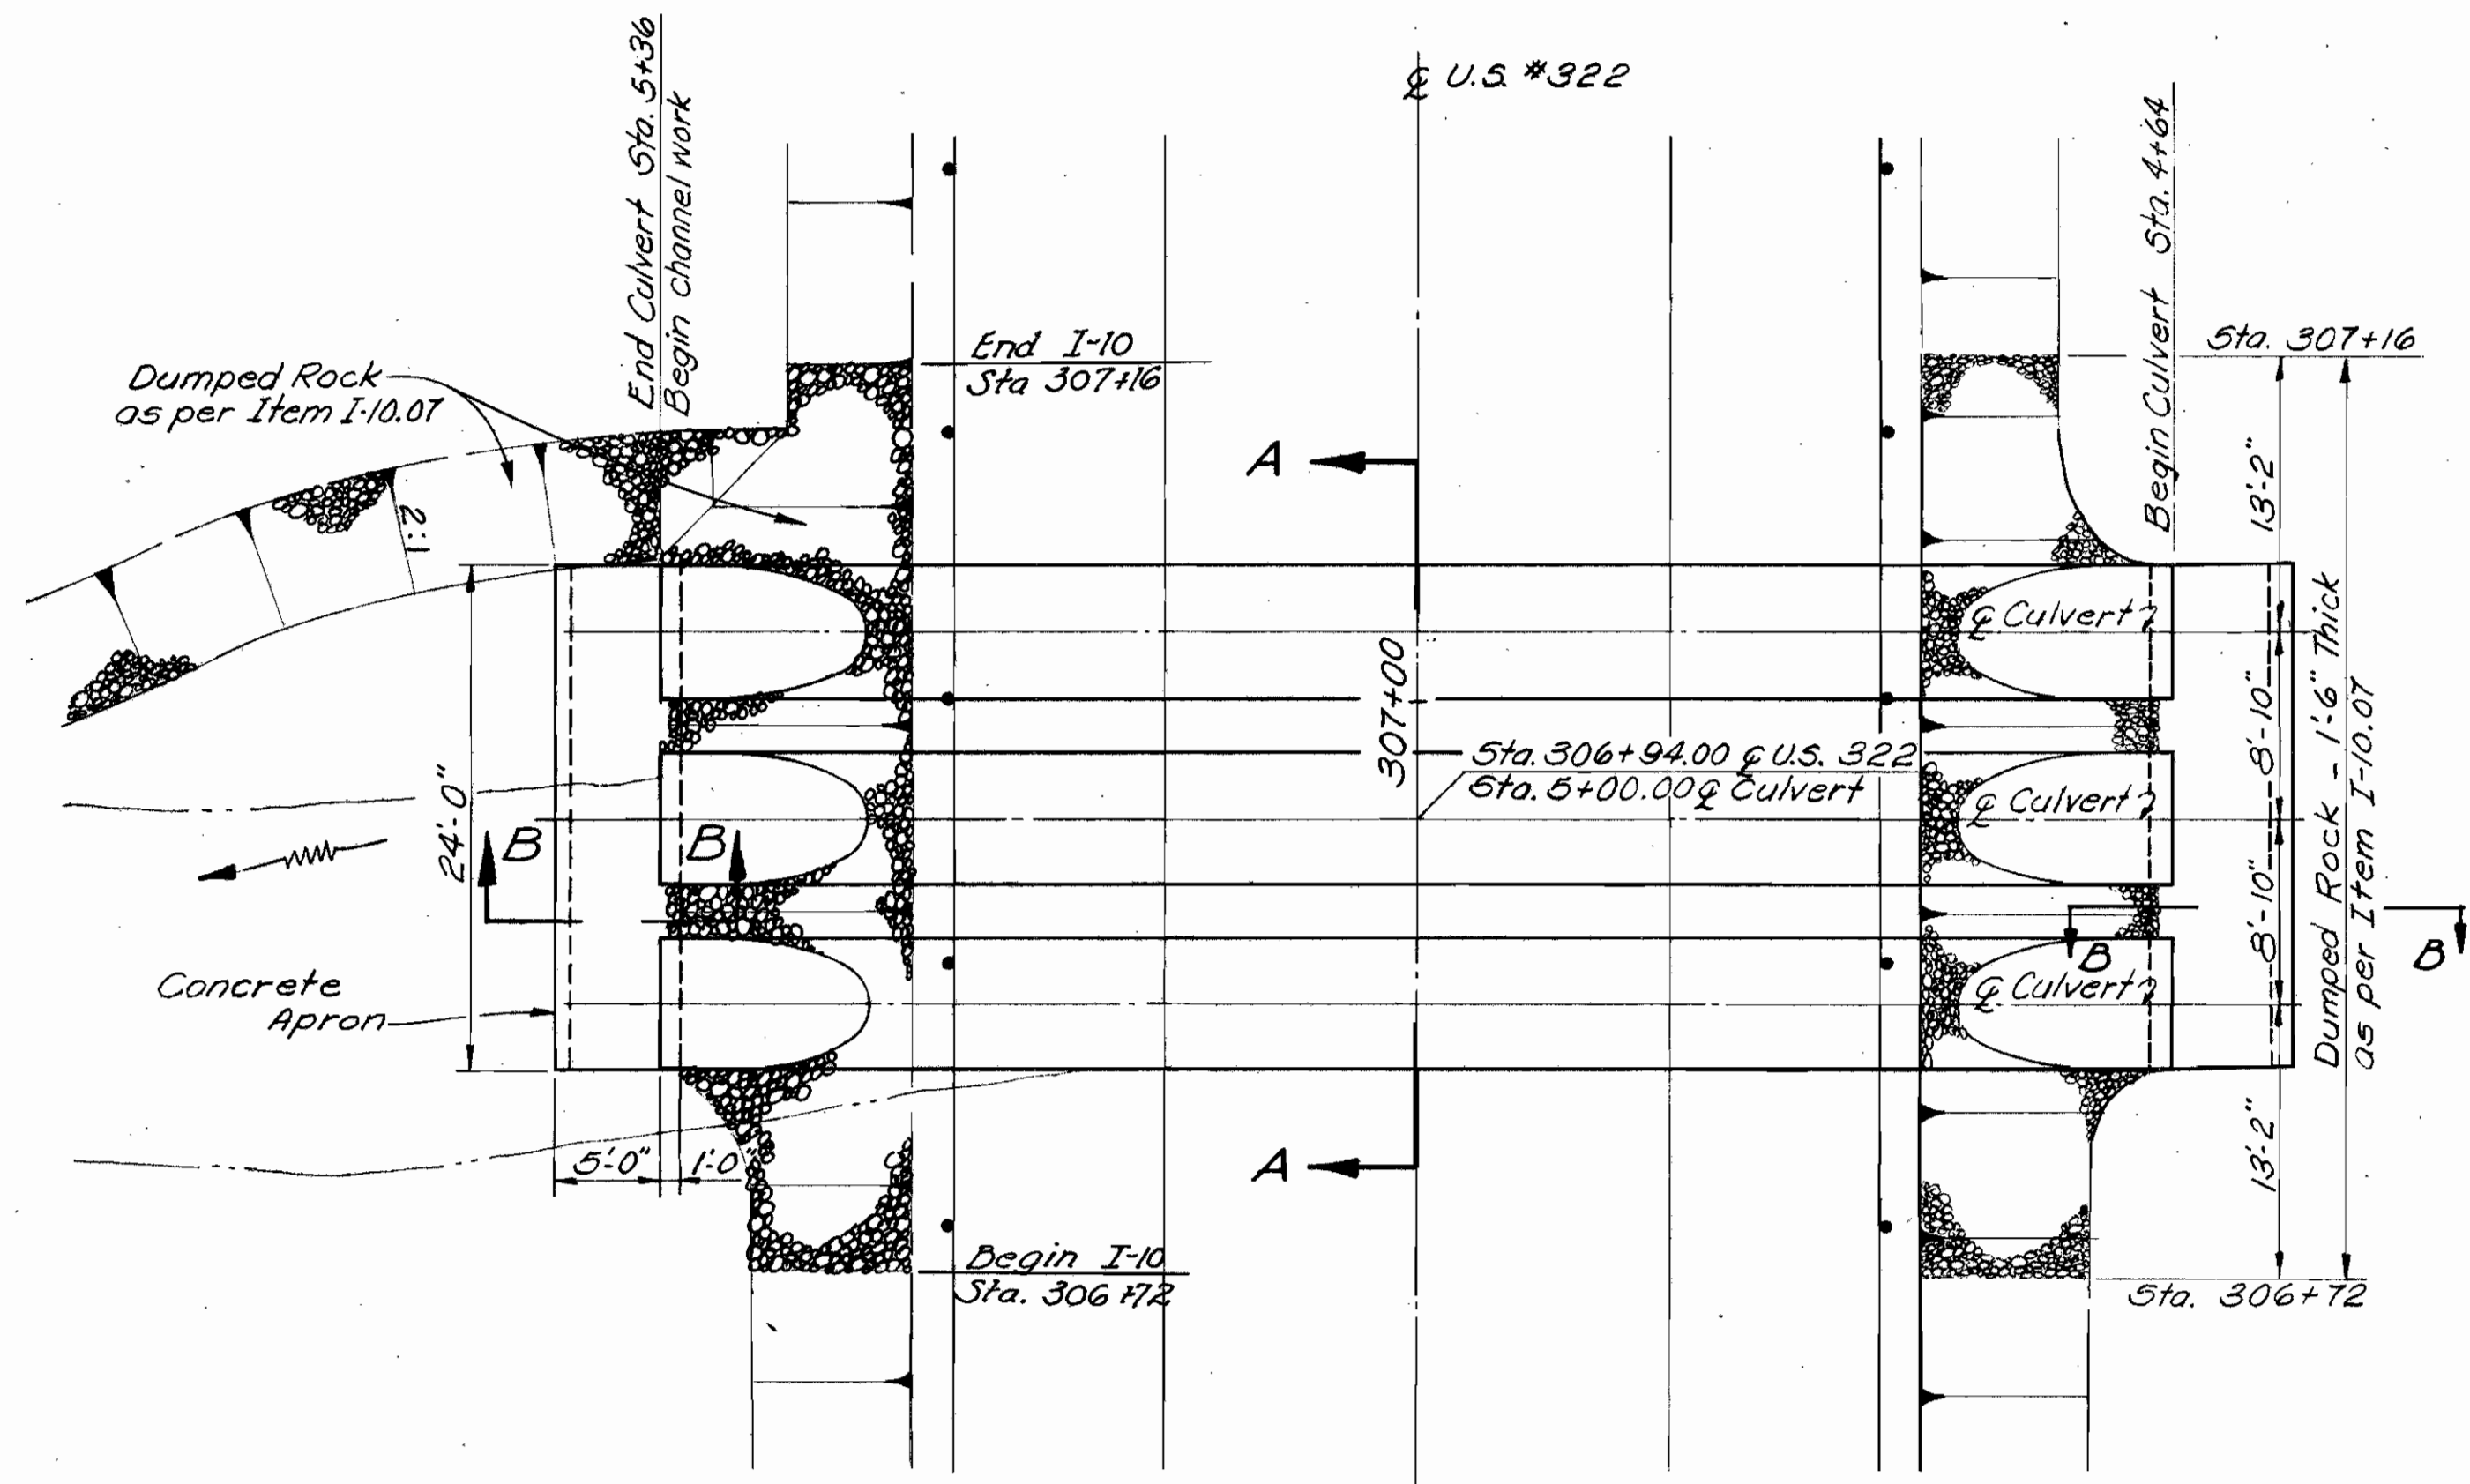 ℄ U.S. #322
End Culvert Sta. 5+36
Begin channel work
Begin Culvert Sta. 4+64
Dumped Rock
as per Item I-10.07
End I-10
Sta 307+16
Sta. 307+16
A
2:1
13'-2"
℄ Culvert
307+00
8'-10"
Dumped Rock - 1'-6" Thick
as per Item I-10.07
Sta. 306+94.00 ℄ U.S. 322
Sta. 5+00.00 ℄ Culvert
℄ Culvert
24'-0"
B
B
8'-10"
B
B
Concrete
Apron
℄ Culvert
5'-0"
1'-0"
A
13'-2"
Begin I-10
Sta. 306+72
Sta. 306+72